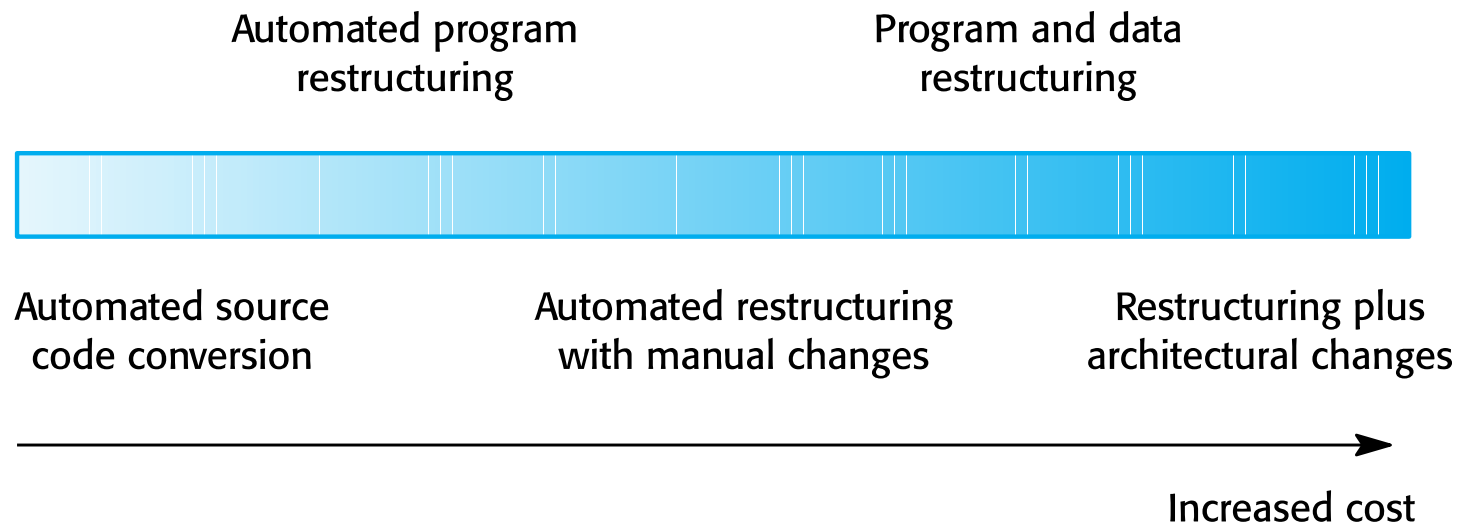 Automated program
restructuring
Program and data
restructuring
Automated source
code conversion
Automated restructuring
with manual changes
Restructuring plus
architectural changes
Increased cost